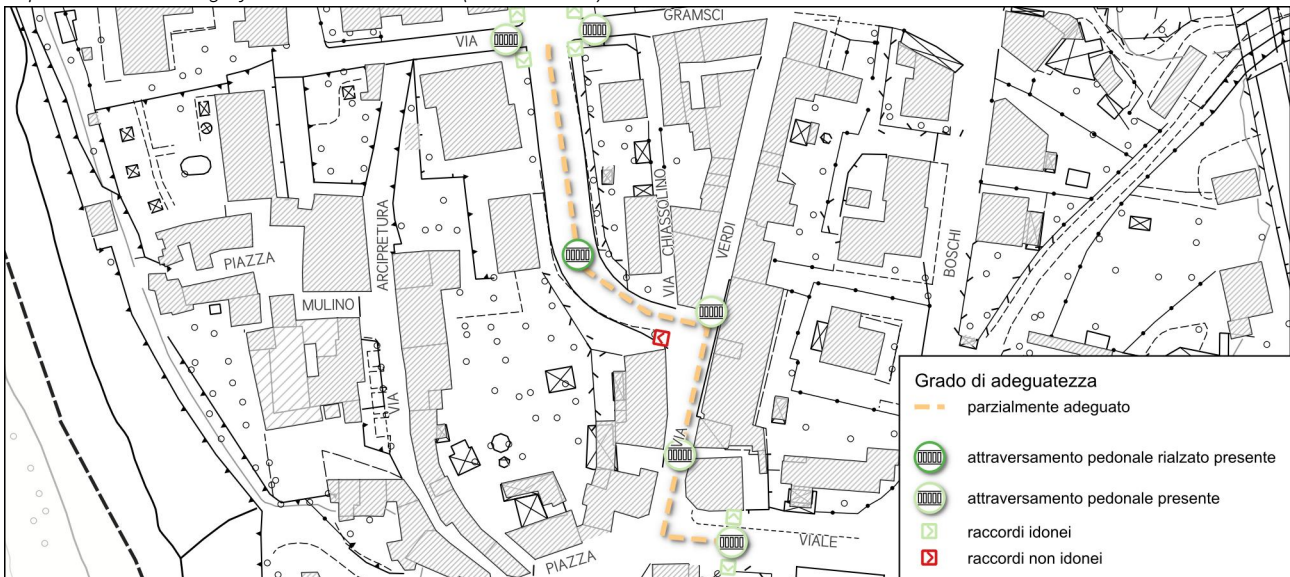 GRAMSCI
VIA
VIA CHIASSOLINO
VERDI
ARCIPRETURA
BOSCHI
PIAZZA
MULINO
VIA
VIA
VIALE
PIAZZA
Grado di adeguatezza
parzialmente adeguato
attraversamento pedonale rialzato presente
attraversamento pedonale presente
raccordi idonei
raccordi non idonei